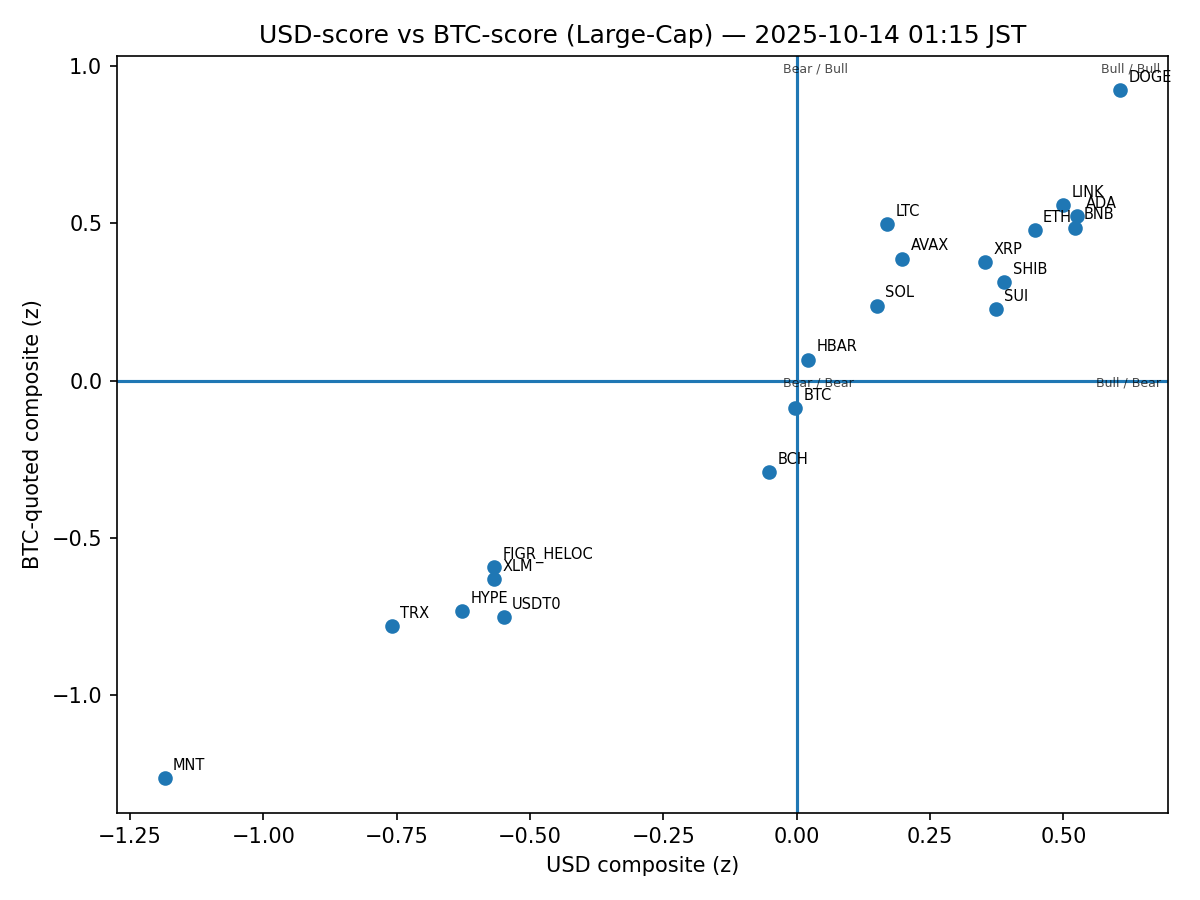 USD-score vs BTC-score (Large-Cap) — 2025-10-14 01:15 JST
1.0
Bear / Bull
Bull / Bull
DOGE
LINK
ADA
BNB
ETH
LTC
0.5
AVAX
XRP
SHIB
SOL
SUI
HBAR
0.0
Bear / Bear
Bull / Bear
BTC
BCH
BTC-quoted composite (z)
−0.5
FIGR_HELOC
XLM
HYPE
USDT0
TRX
−1.0
MNT
−1.25
−1.00
−0.75
−0.50
−0.25
0.00
0.25
0.50
USD composite (z)